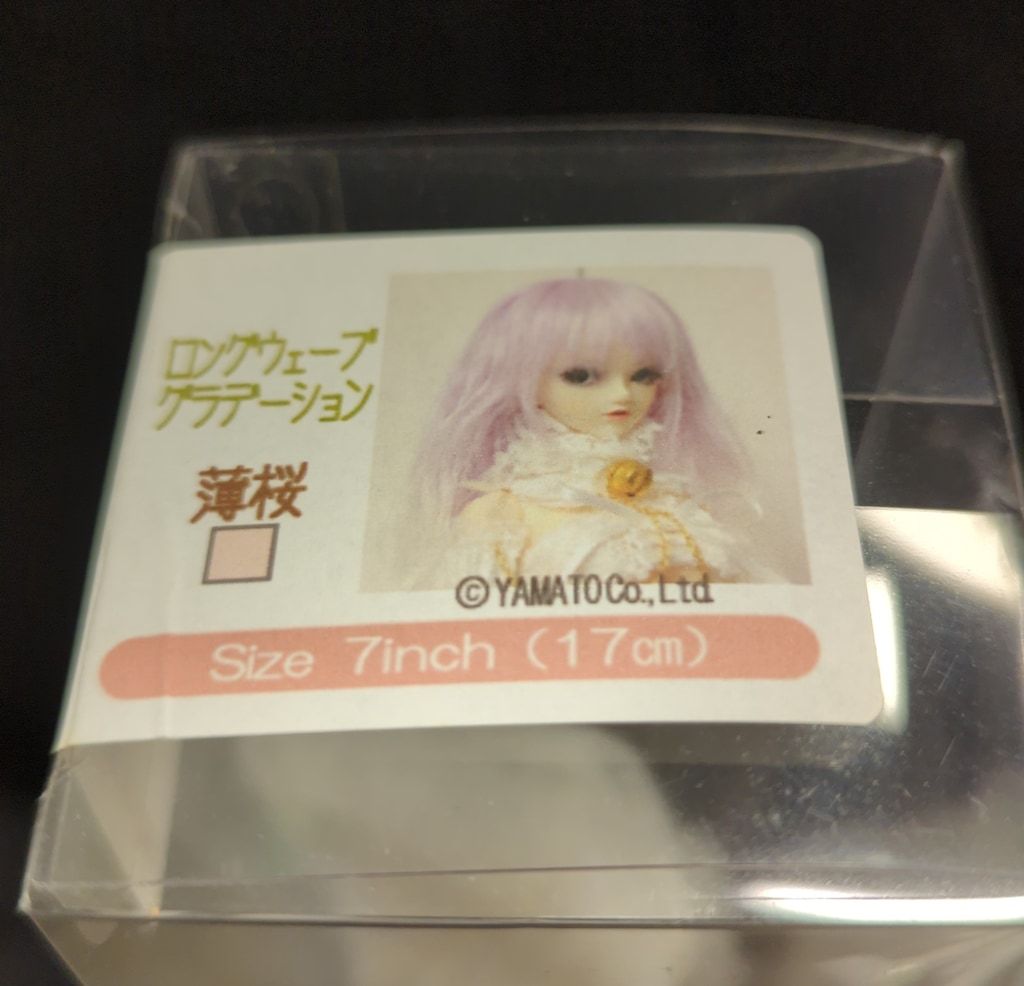 ロングウェーブ
グラデーション
薄桜
©YAMATO Co., Ltd
Size 7inch（17cm）